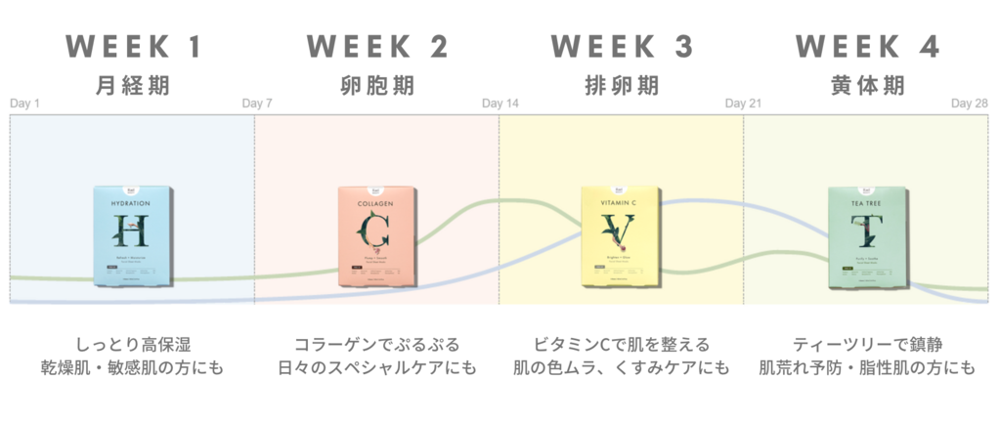 WEEK 1
月経期
WEEK 2
卵胞期
WEEK 3
排卵期
WEEK 4
黄体期
Day 1
Day 7
Day 14
Day 21
Day 28
HYDRATION
H
COLLAGEN
C
VITAMIN C
V
TEA TREE
T
しっとり高保湿
乾燥肌・敏感肌の方にも
コラーゲンでぷるぷる
日々のスペシャルケアにも
ビタミンCで肌を整える
肌の色ムラ、くすみケアにも
ティーツリーで鎮静
肌荒れ予防・脂性肌の方にも